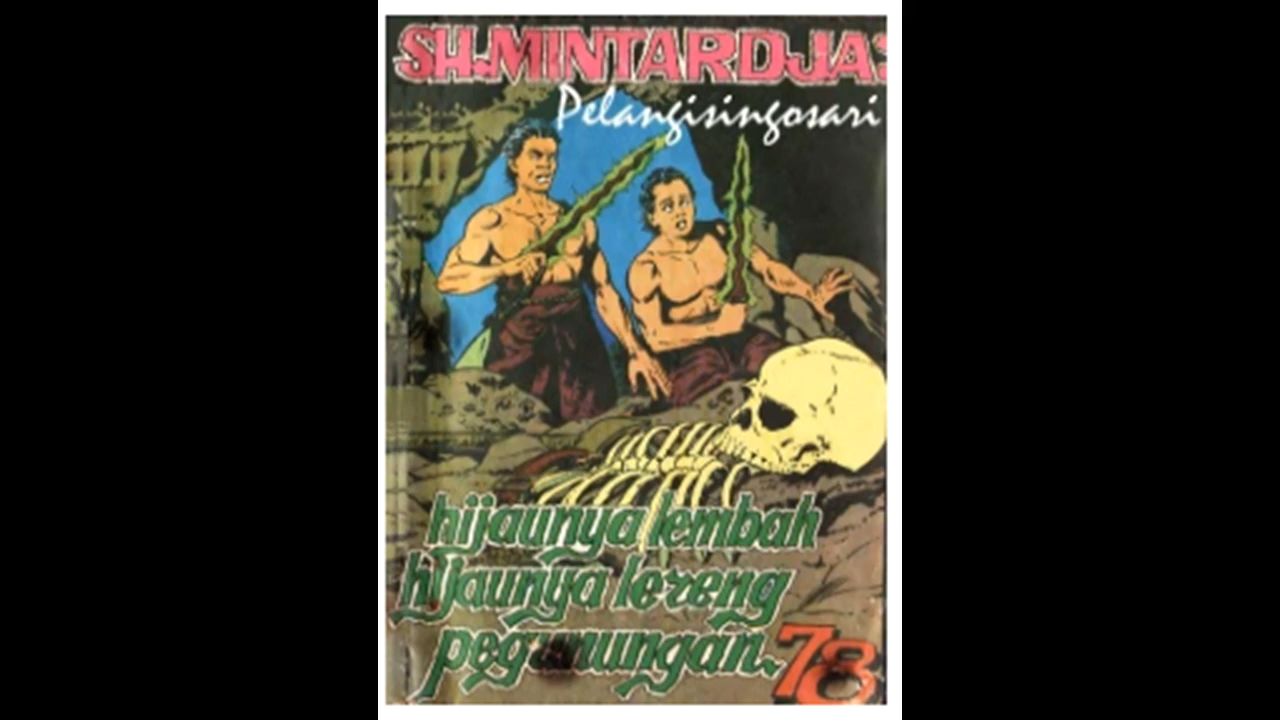 SH.MINTARDJA:
Pelangisingosari
hijaunya lembah
hijaunya lereng
pegunungan.
78